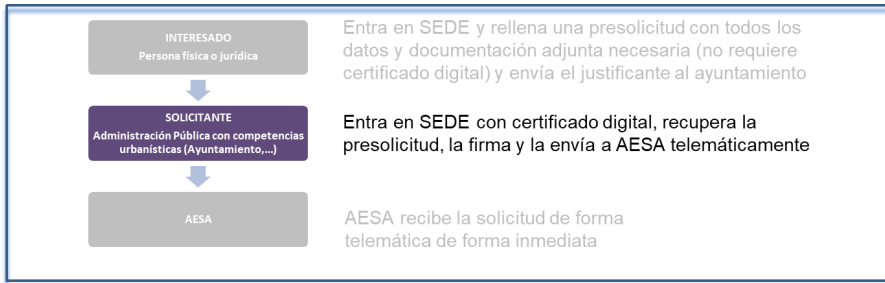 INTERESADO
Persona física o jurídica
Entra en SEDE y rellena una presolicitud con todos los
datos y documentación adjunta necesaria (no requiere
certificado digital) y envía el justificante al ayuntamiento
SOLICITANTE
Administración Pública con competencias
urbanísticas (Ayuntamiento,...)
Entra en SEDE con certificado digital, recupera la
presolicitud, la firma y la envía a AESA telemáticamente
AESA
AESA recibe la solicitud de forma
telemática de forma inmediata